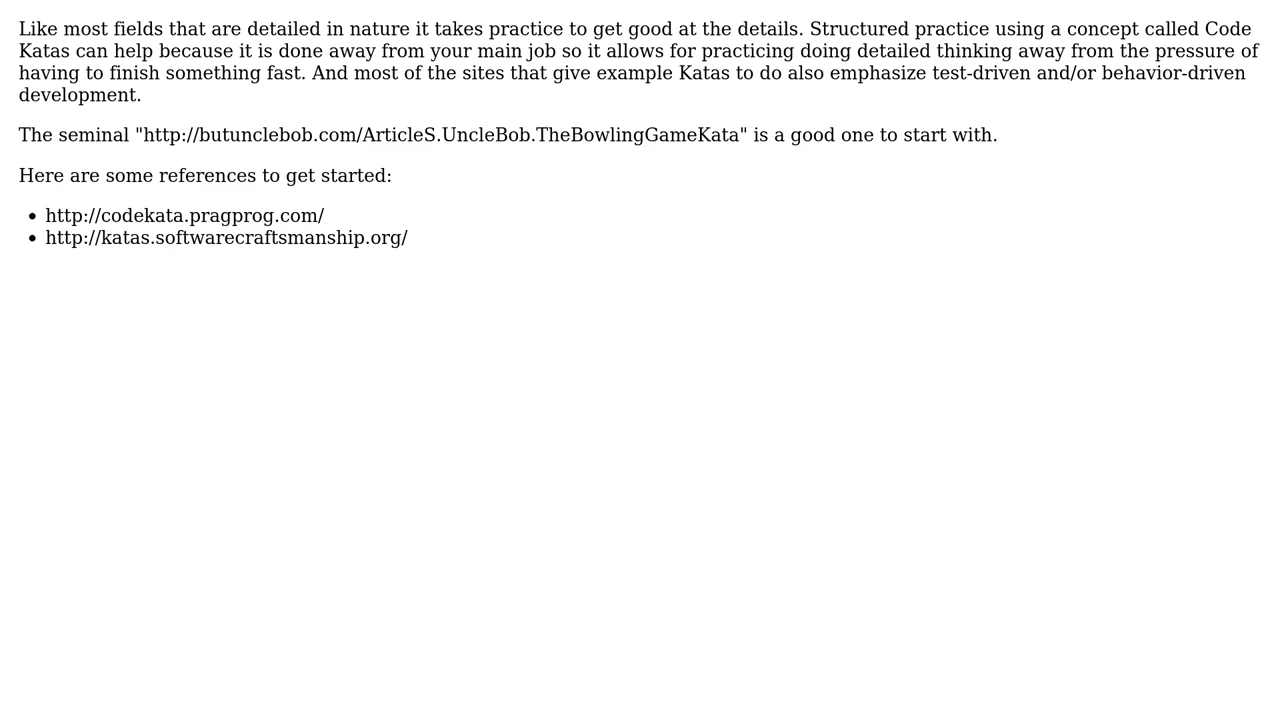 Like most fields that are detailed in nature it takes practice to get good at the details. Structured practice using a concept called Code
Katas can help because it is done away from your main job so it allows for practicing doing detailed thinking away from the pressure of
having to finish something fast. And most of the sites that give example Katas to do also emphasize test-driven and/or behavior-driven
development.
The seminal "http://butunclebob.com/ArticleS.UncleBob.TheBowlingGameKata" is a good one to start with.
Here are some references to get started:
• http://codekata.pragprog.com/
• http://katas.softwarecraftsmanship.org/